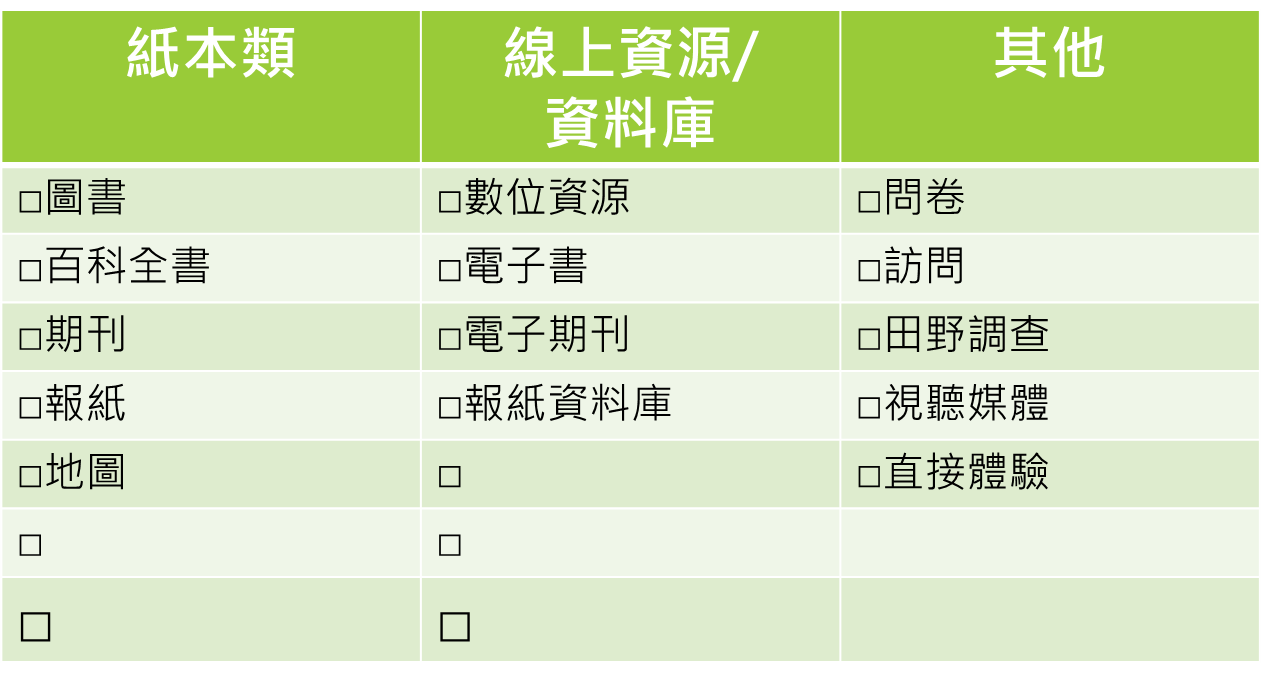 紙本類
線上資源/
資料庫
其他
□圖書
□數位資源
□問卷
□百科全書
□電子書
□訪問
□期刊
□電子期刊
□田野調查
□報紙
□報紙資料庫
□視聽媒體
□地圖
□
□直接體驗
□
□
□
□